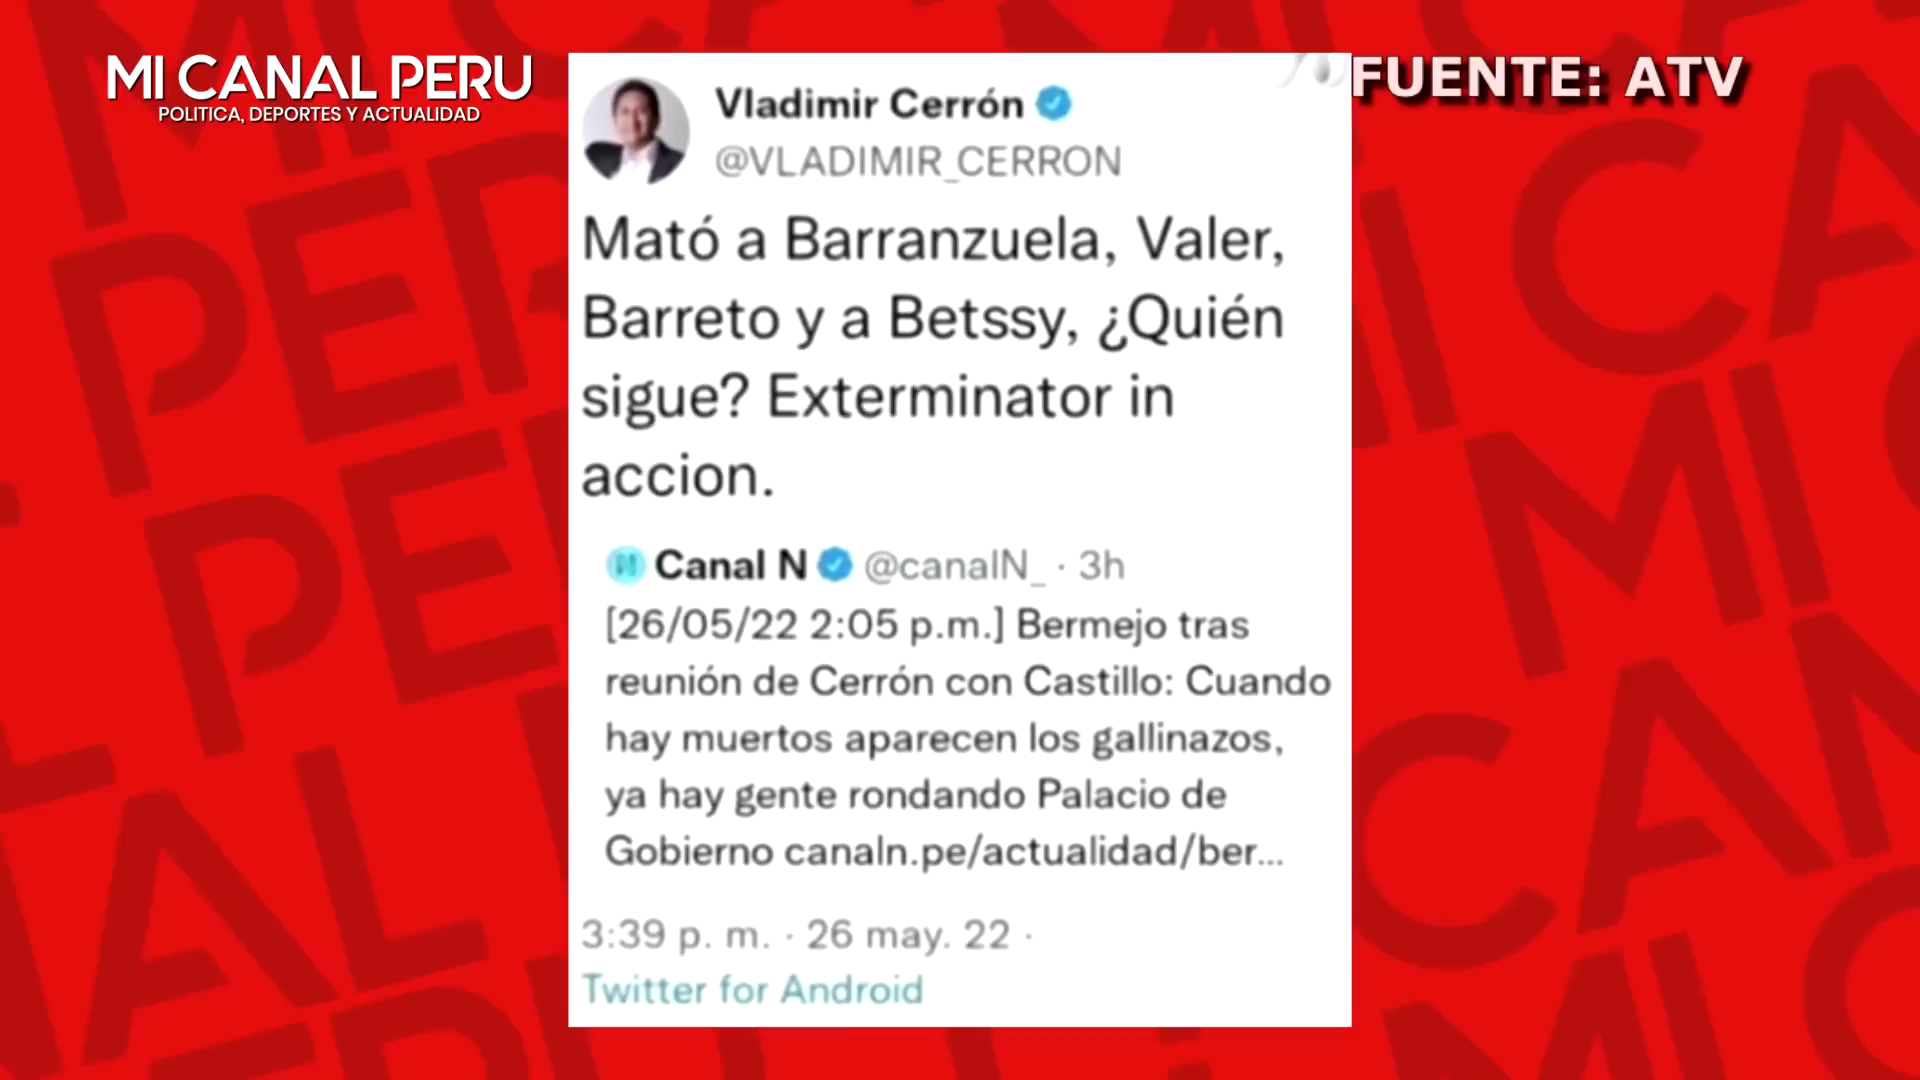 MI CANAL PERU
POLITICA, DEPORTES Y ACTUALIDAD
FUENTE: ATV
Vladimir Cerrón
@VLADIMIR_CERRON
Mató a Barranzuela, Valer,
Barreto y a Betssy, ¿Quién
sigue? Exterminator in
accion.
Canal N @canalN_ · 3h
[26/05/22 2:05 p.m.] Bermejo tras
reunión de Cerrón con Castillo: Cuando
hay muertos aparecen los gallinazos,
ya hay gente rondando Palacio de
Gobierno canaln.pe/actualidad/ber...
3:39 p. m. · 26 may. 22 ·
Twitter for Android